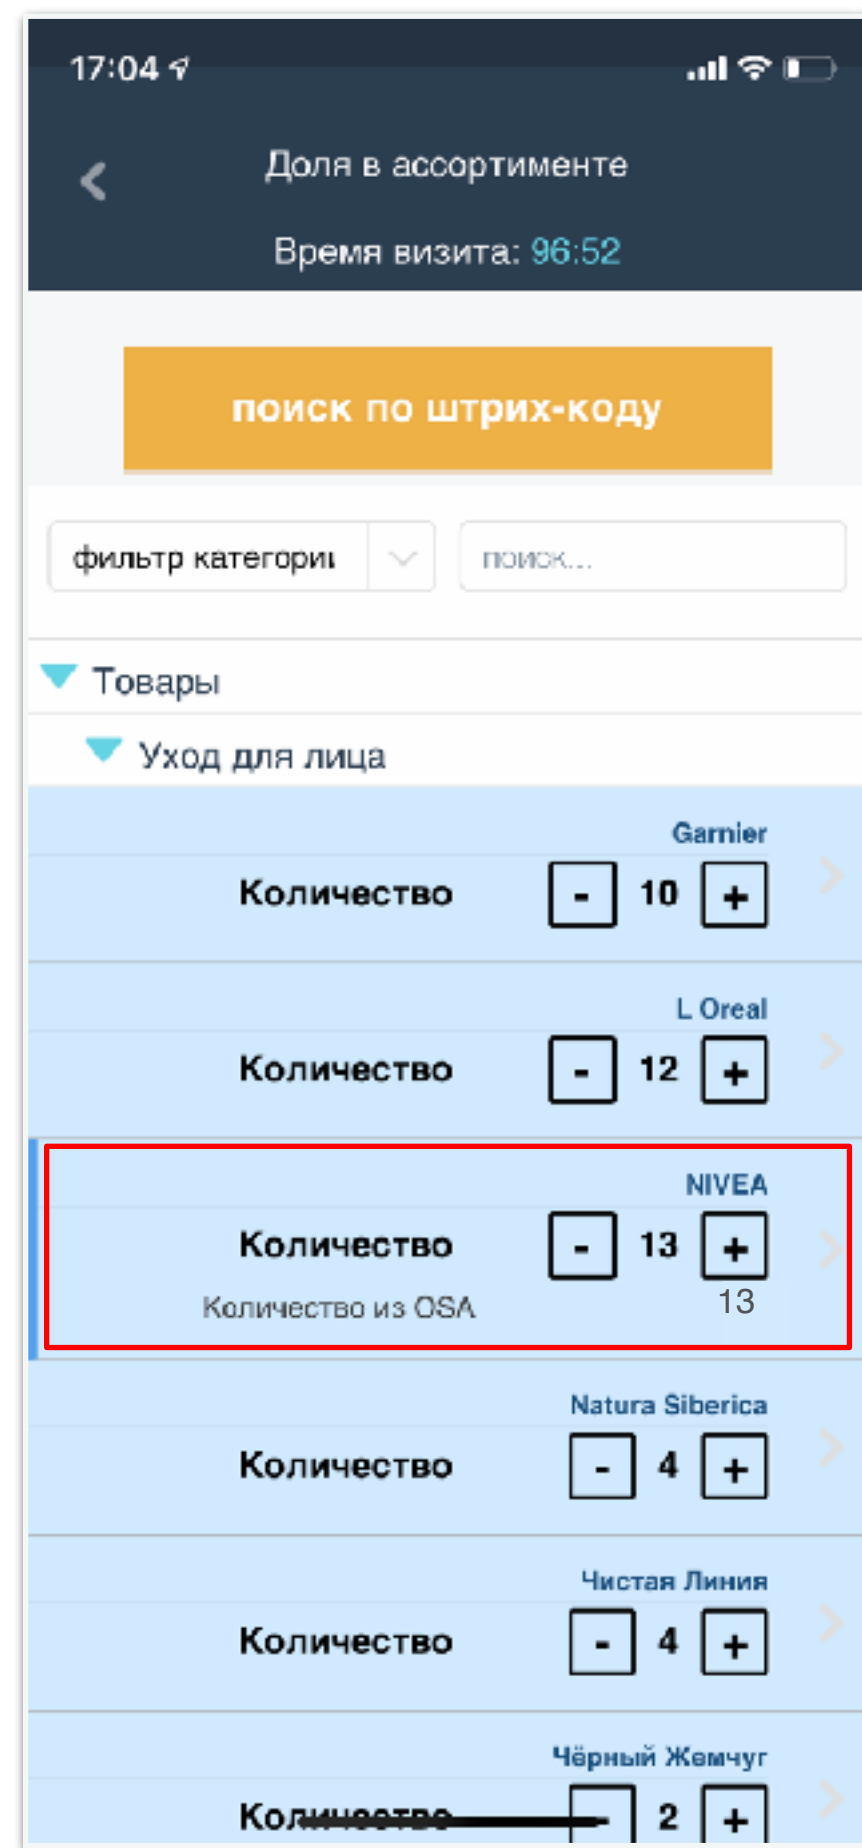 17:04
Доля в ассортименте
Время визита: 96:52
поиск по штрих-коду
фильтр категории поиск...
Товары
Уход для лица
Garnier
Количество - 10 +
L Oreal
Количество - 12 +
NIVEA
Количество - 13 +
Количество из OSA 13
Natura Siberica
Количество - 4 +
Чистая Линия
Количество - 4 +
Чёрный Жемчуг
Количество - 2 +